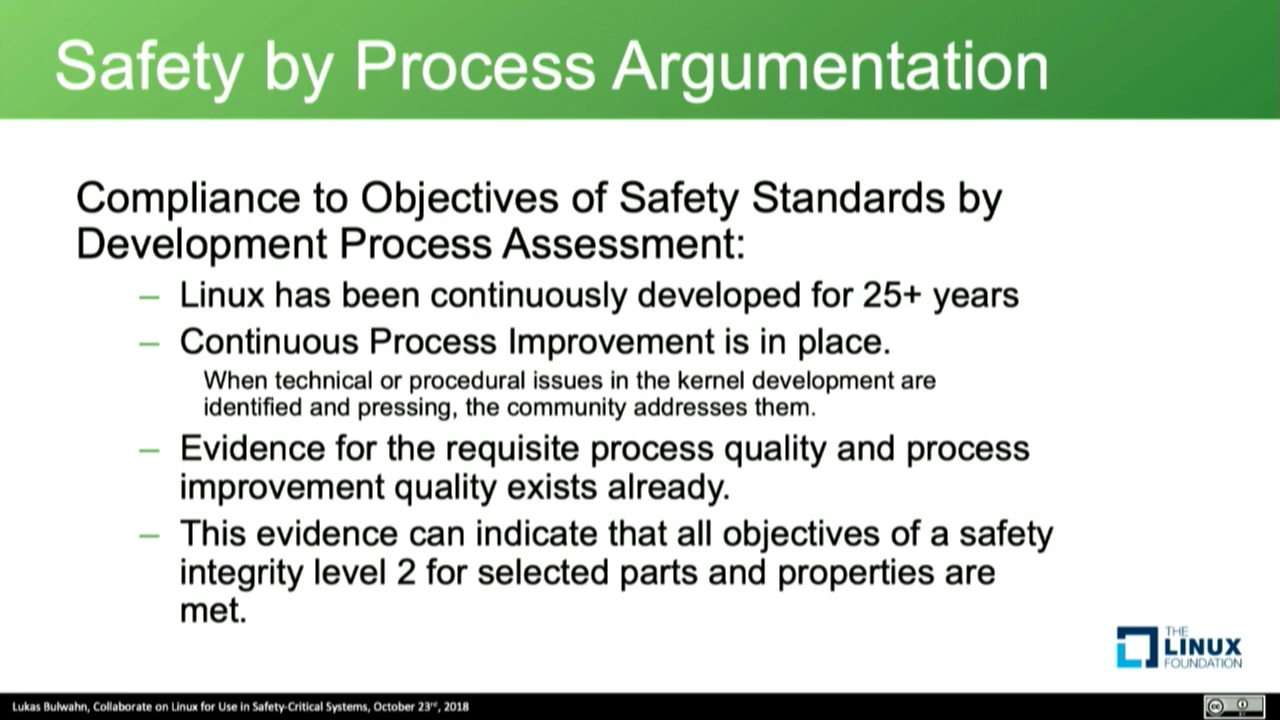 Safety by Process Argumentation
Compliance to Objectives of Safety Standards by
Development Process Assessment:
– Linux has been continuously developed for 25+ years
– Continuous Process Improvement is in place.
When technical or procedural issues in the kernel development are
identified and pressing, the community addresses them.
– Evidence for the requisite process quality and process
improvement quality exists already.
– This evidence can indicate that all objectives of a safety
integrity level 2 for selected parts and properties are
met.
THE
LINUX
FOUNDATION
Lukas Bulwahn, Collaborate on Linux for Use in Safety-Critical Systems, October 23rd, 2018
cc